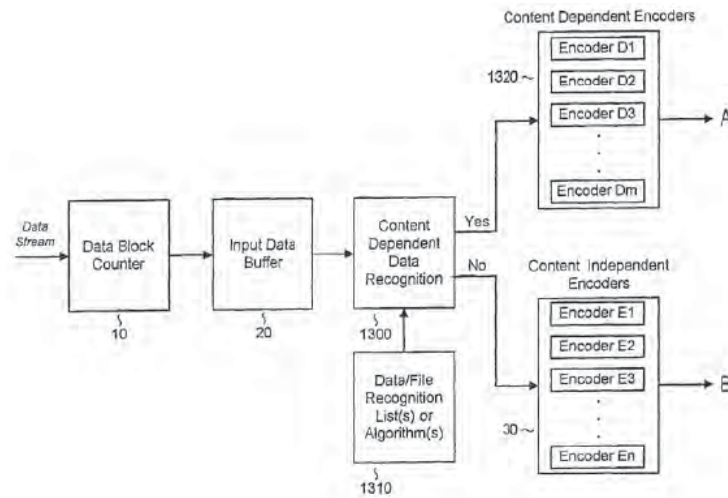 Content Dependent Encoders
Encoder D1
1320
Encoder D2
Encoder D3
A
Encoder Dm
Data
Stream
Data Block
Counter
10
Input Data
Buffer
20
Content
Dependent
Data
Recognition
1300
Yes
No
Data/File
Recognition
List(s) or
Algorithm(s)
1310
Content Independent
Encoders
Encoder E1
Encoder E2
Encoder E3
B
30
Encoder En